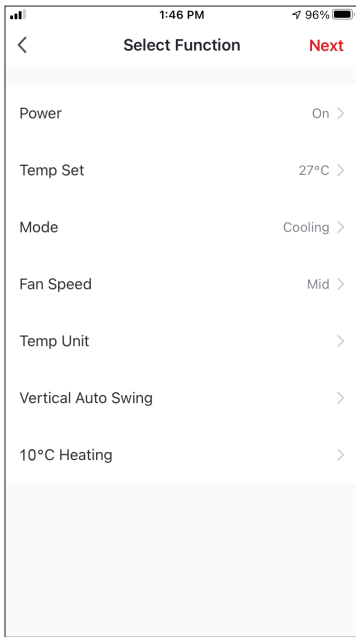 1:46 PM 96%
Select Function Next
Power On
Temp Set 27°C
Mode Cooling
Fan Speed Mid
Temp Unit
Vertical Auto Swing
10°C Heating